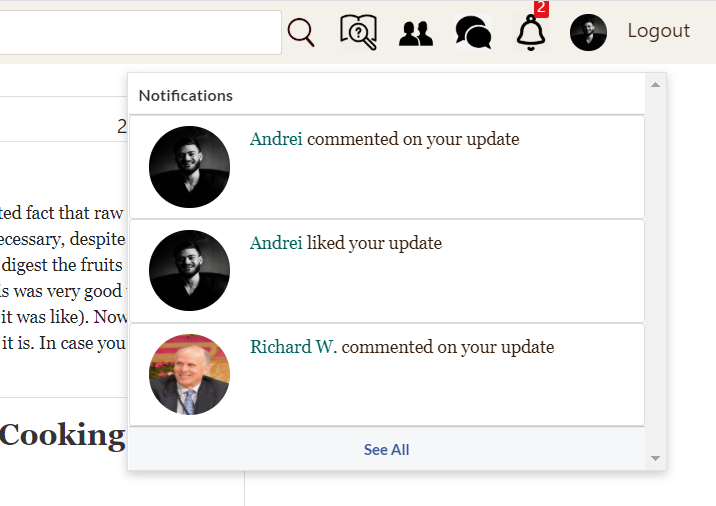 ?
2
Logout
Notifications
2
Andrei commented on your update
ted fact that raw
ecessary, despite
Andrei liked your update
digest the fruits
is was very good
it was like). Now
it is. In case you
Richard W. commented on your update
Cooking
See All